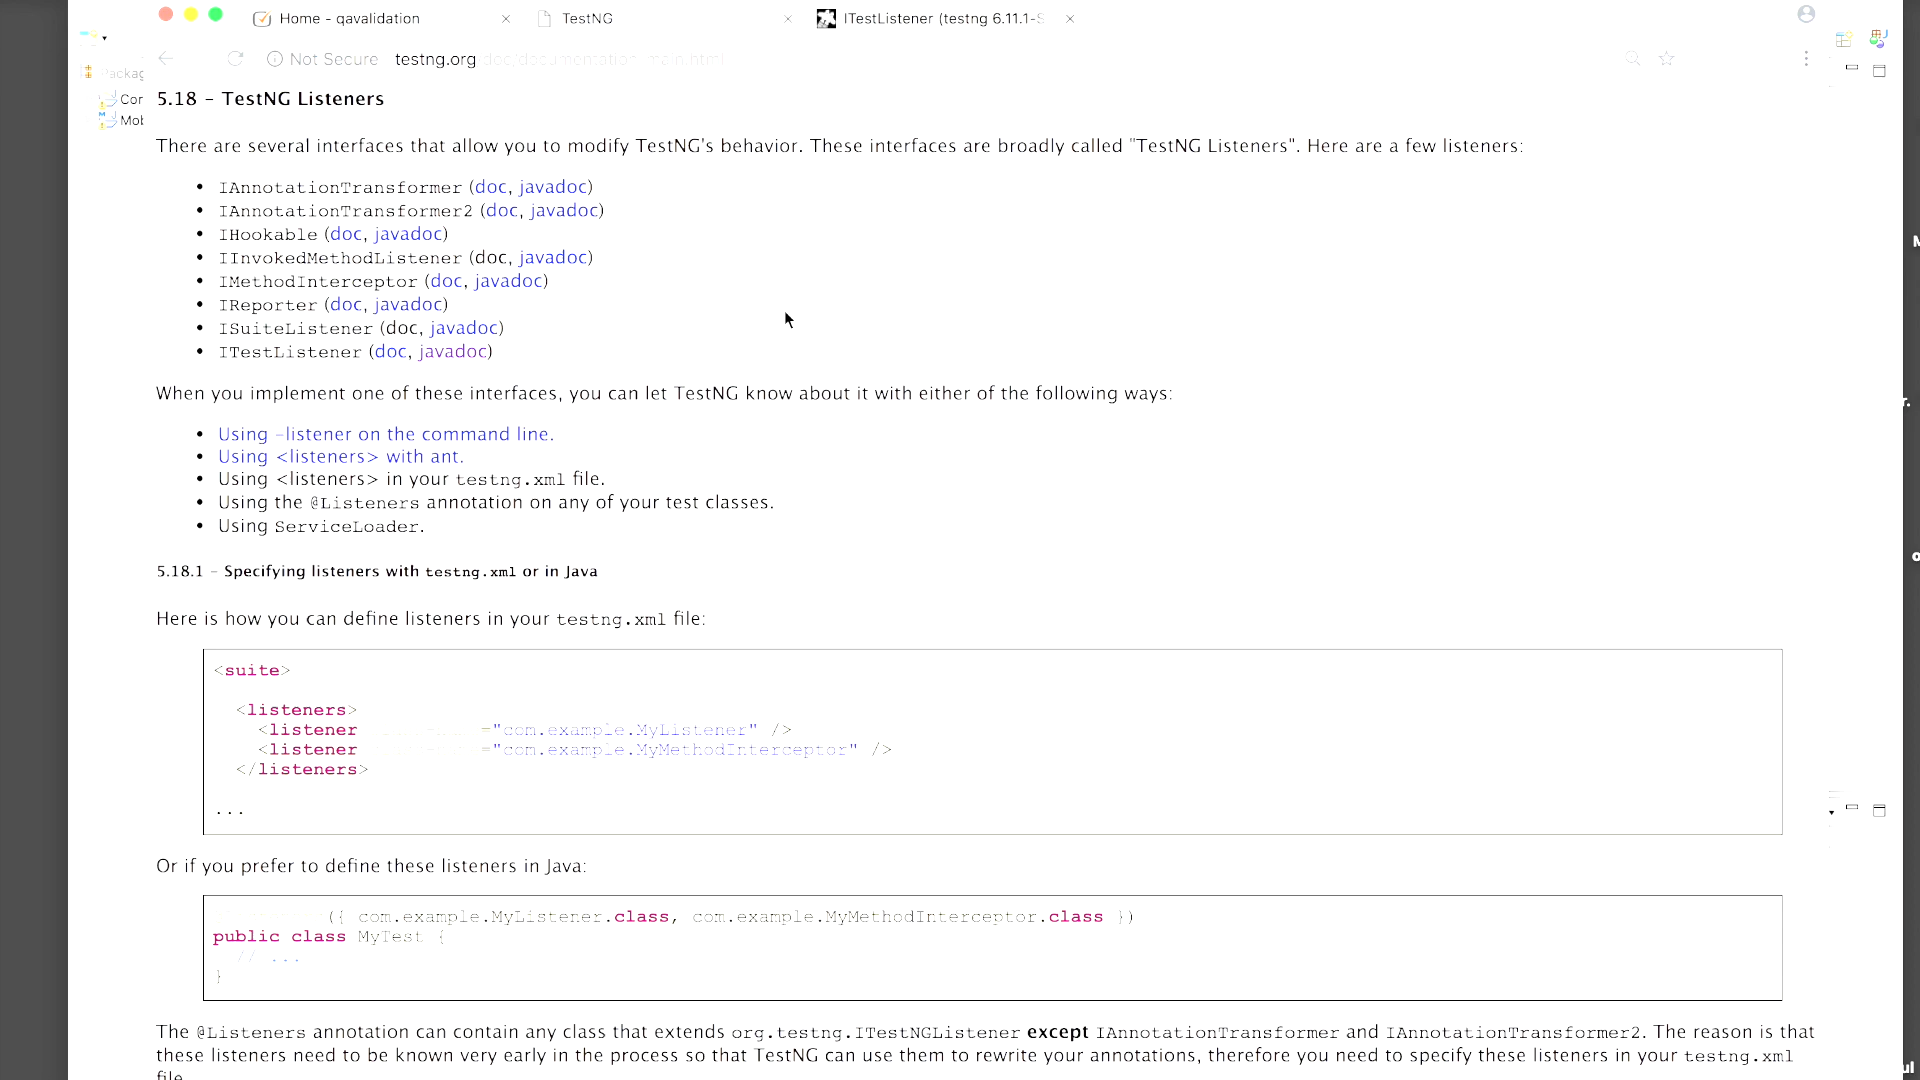 Home - qavalidation
TestNG
ITestListener (testng 6.11.1-S
Not Secure testng.org/doc/documentation-main.html
Packag
Cor
Mob
5.18 - TestNG Listeners
There are several interfaces that allow you to modify TestNG's behavior. These interfaces are broadly called "TestNG Listeners". Here are a few listeners:
• IAnnotationTransformer (doc, javadoc)
• IAnnotationTransformer2 (doc, javadoc)
• IHookable (doc, javadoc)
• IInvokedMethodListener (doc, javadoc)
• IMethodInterceptor (doc, javadoc)
• IReporter (doc, javadoc)
• ISuiteListener (doc, javadoc)
• ITestListener (doc, javadoc)
When you implement one of these interfaces, you can let TestNG know about it with either of the following ways:
• Using -listener on the command line.
• Using <listeners> with ant.
• Using <listeners> in your testng.xml file.
• Using the @Listeners annotation on any of your test classes.
• Using ServiceLoader.
5.18.1 - Specifying listeners with testng.xml or in Java
Here is how you can define listeners in your testng.xml file:
<suite>
<listeners>
<listener ="com.example.MyListener" />
<listener ="com.example.MyMethodInterceptor" />
</listeners>
...
Or if you prefer to define these listeners in Java:
({ com.example.MyListener.class, com.example.MyMethodInterceptor.class })
public class MyTest {
// ...
}
The @Listeners annotation can contain any class that extends org.testng.ITestNGListener except IAnnotationTransformer and IAnnotationTransformer2. The reason is that
these listeners need to be known very early in the process so that TestNG can use them to rewrite your annotations, therefore you need to specify these listeners in your testng.xml
file.